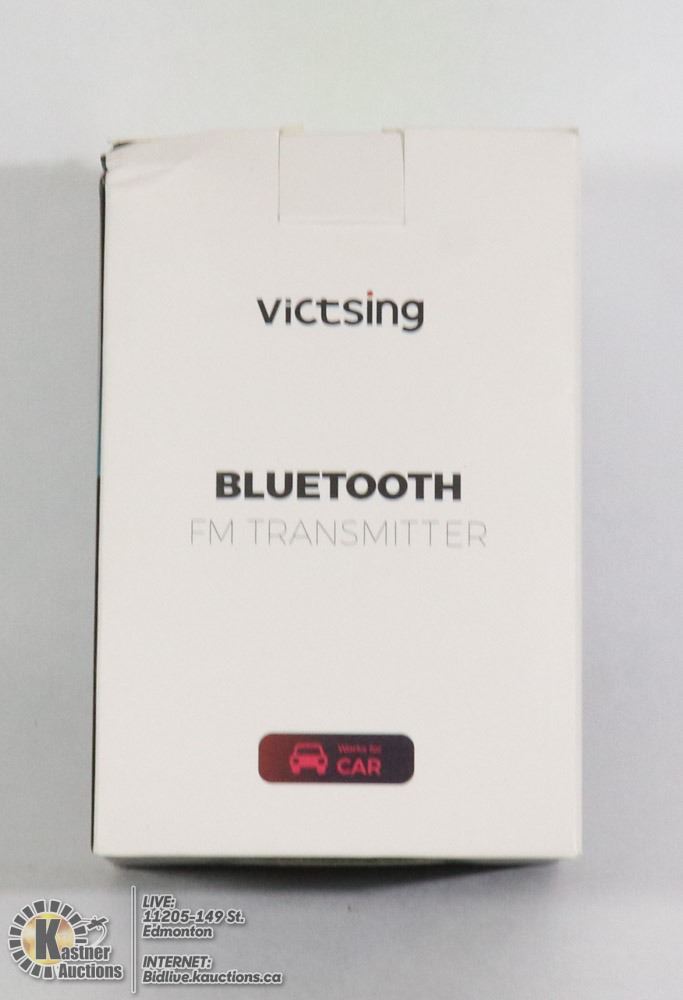 victsing
BLUETOOTH
FM TRANSMITTER
Works for
CAR
Kastner
Auctions
LIVE:
11205-149 St.
Edmonton
INTERNET:
Bidlive.kauctions.ca